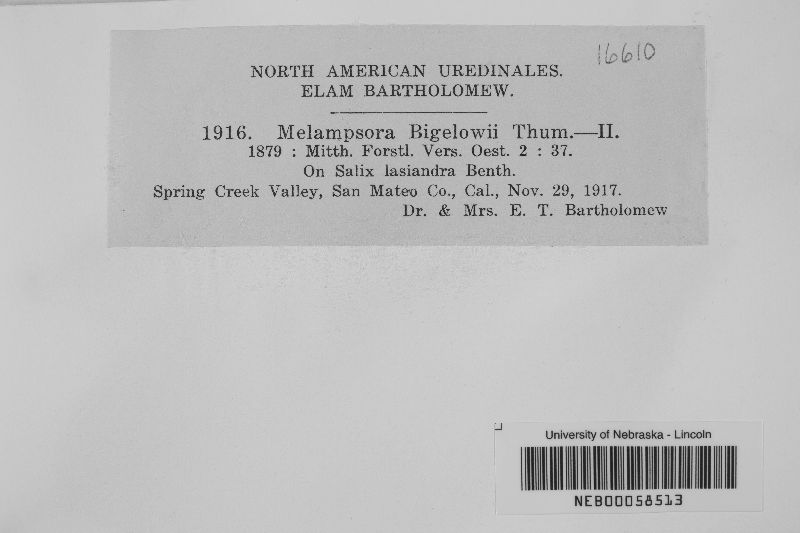 16610
NORTH AMERICAN UREDINALES.
ELAM BARTHOLOMEW.
1916. Melampsora Bigelowii Thum.—II.
1879 : Mitth. Forstl. Vers. Oest. 2 : 37.
On Salix lasiandra Benth.
Spring Creek Valley, San Mateo Co., Cal., Nov. 29, 1917.
Dr. & Mrs. E. T. Bartholomew
University of Nebraska - Lincoln
NEB00058513